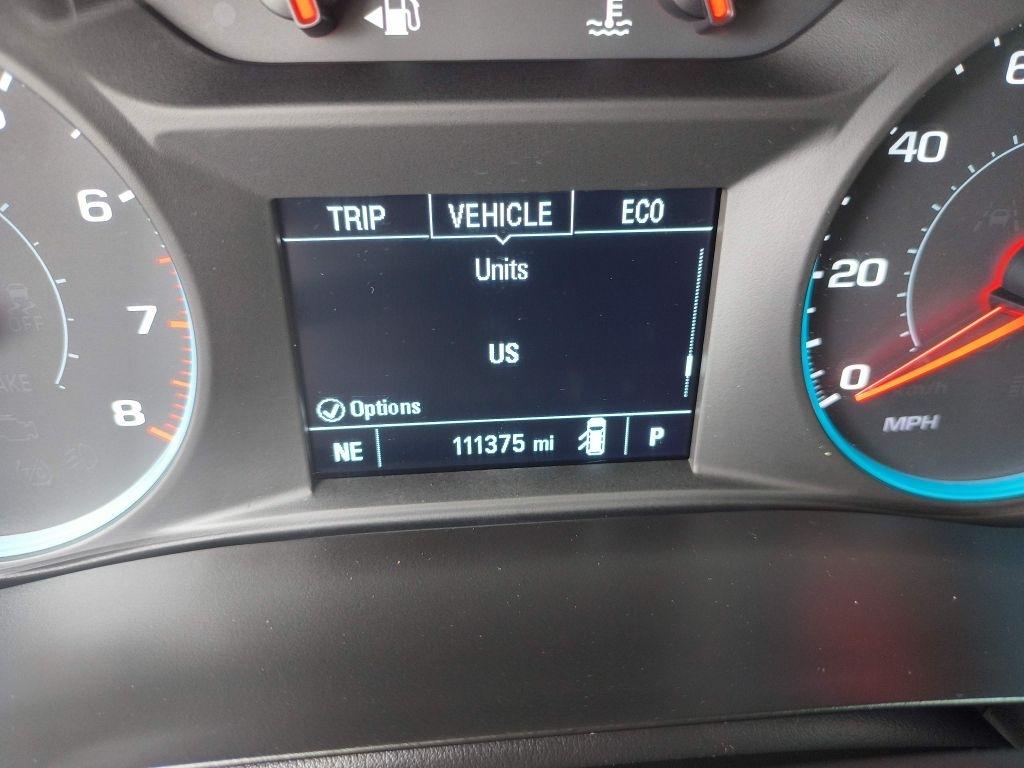 TRIP VEHICLE ECO
Units
US
Options
NE 111375 mi P
6
7
8
40
20
0
MPH